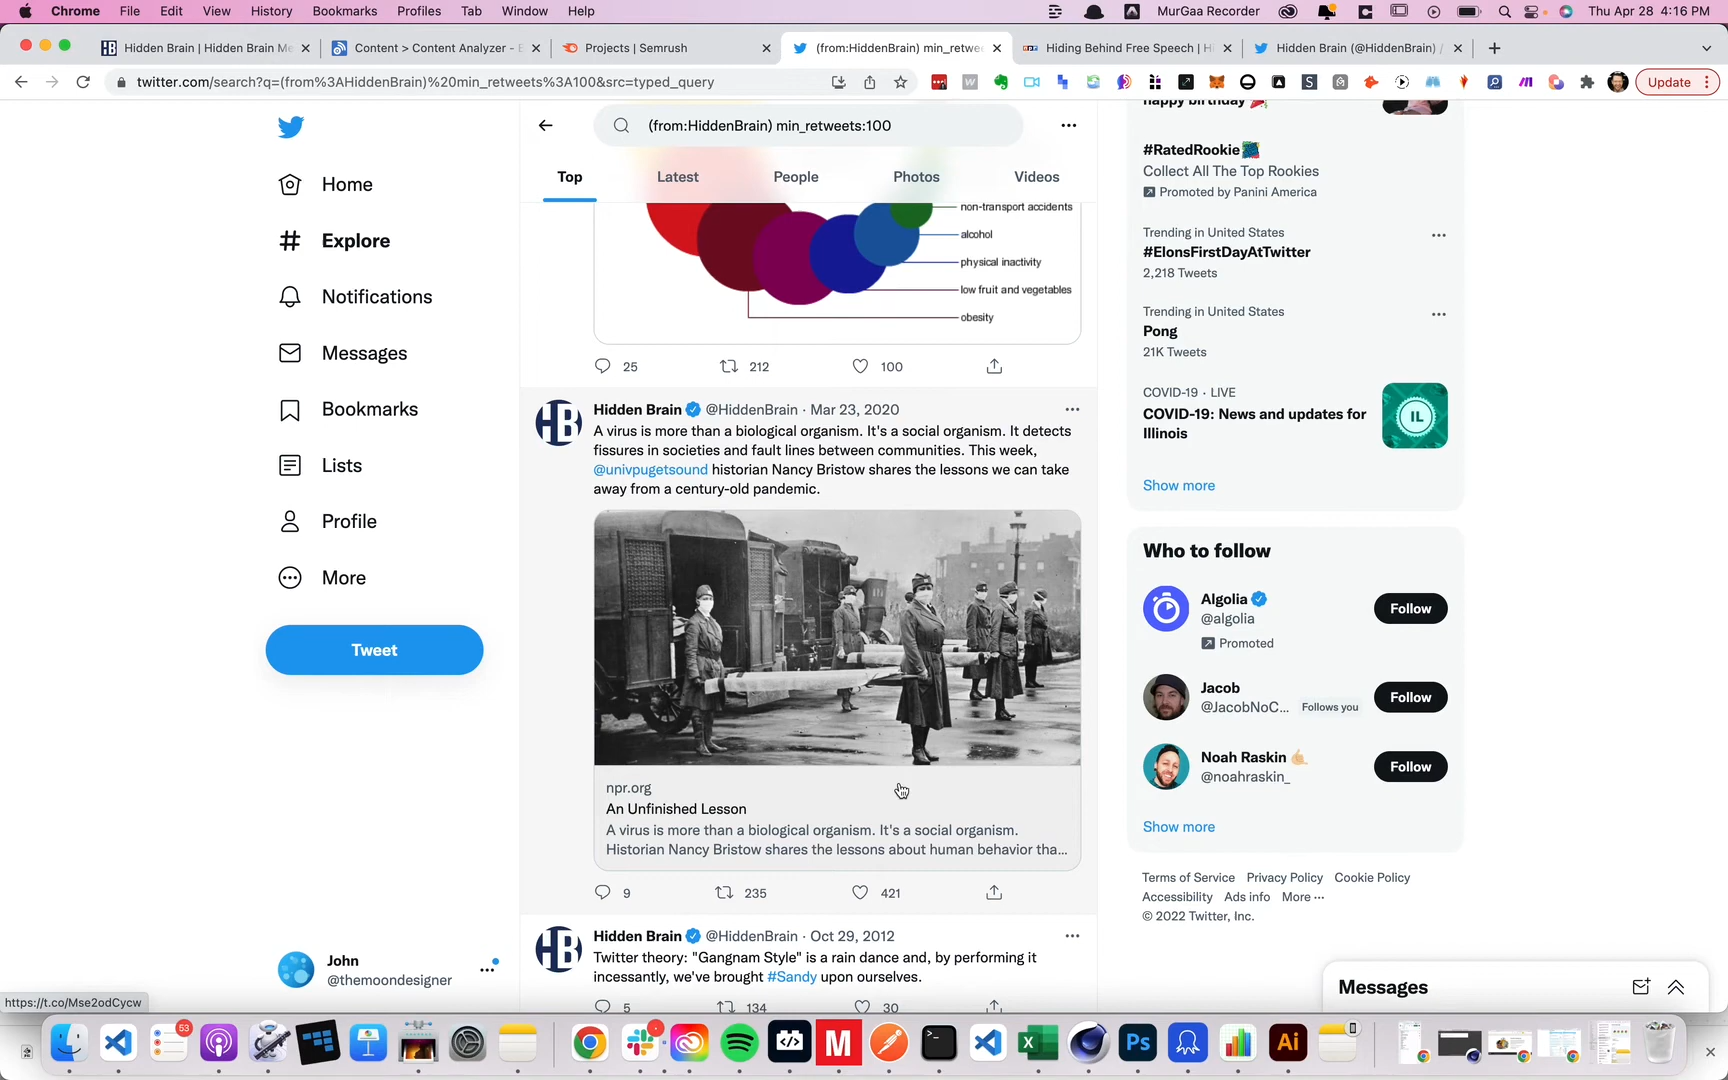 Chrome File Edit View History Bookmarks Profiles Tab Window Help
MurGaa Recorder
Thu Apr 28 4:16 PM
Hidden Brain | Hidden Brain Me
Content > Content Analyzer - B
Projects | Semrush
(from:HiddenBrain) min_retwee
Hiding Behind Free Speech | Hi
Hidden Brain (@HiddenBrain) /
twitter.com/search?q=(from%3AHiddenBrain)%20min_retweets%3A100&src=typed_query
Update
(from:HiddenBrain) min_retweets:100
Top
Latest
People
Photos
Videos
Home
Explore
Notifications
Messages
Bookmarks
Lists
Profile
More
Tweet
John
@themoondesigner
https://t.co/Mse2odCycw
non-transport accidents
alcohol
physical inactivity
low fruit and vegetables
obesity
25 212 100
HB
Hidden Brain @HiddenBrain · Mar 23, 2020
A virus is more than a biological organism. It's a social organism. It detects
fissures in societies and fault lines between communities. This week,
@univpugetsound historian Nancy Bristow shares the lessons we can take
away from a century-old pandemic.
npr.org
An Unfinished Lesson
A virus is more than a biological organism. It's a social organism.
Historian Nancy Bristow shares the lessons about human behavior tha...
9 235 421
HB
Hidden Brain @HiddenBrain · Oct 29, 2012
Twitter theory: "Gangnam Style" is a rain dance and, by performing it
incessantly, we've brought #Sandy upon ourselves.
5 134 30
happy birthday
#RatedRookie
Collect All The Top Rookies
Promoted by Panini America
Trending in United States
#ElonsFirstDayAtTwitter
2,218 Tweets
Trending in United States
Pong
21K Tweets
COVID-19 · LIVE
COVID-19: News and updates for
Illinois
IL
Show more
Who to follow
Algolia
@algolia
Promoted
Follow
Jacob
@JacobNoC... Follows you
Follow
Noah Raskin
@noahraskin_
Follow
Show more
Terms of Service Privacy Policy Cookie Policy
Accessibility Ads info More ...
© 2022 Twitter, Inc.
Messages
53
M
X
Ps
Ai